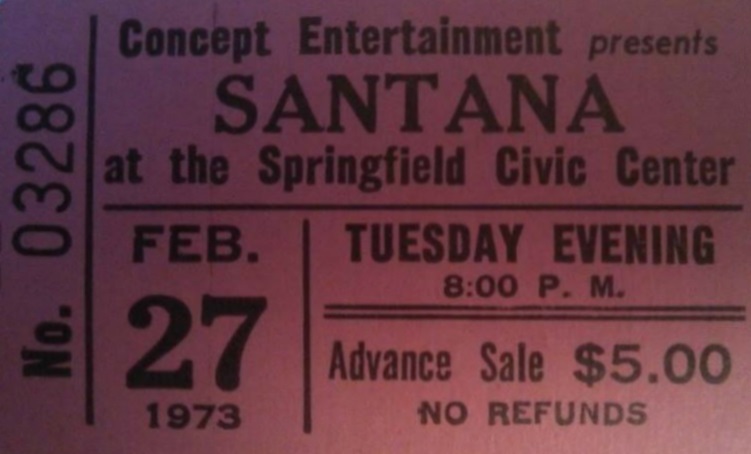 No. 03286
Concept Entertainment presents
SANTANA
at the Springfield Civic Center
FEB.
27
1973
TUESDAY EVENING
8:00 P. M.
Advance Sale $5.00
NO REFUNDS